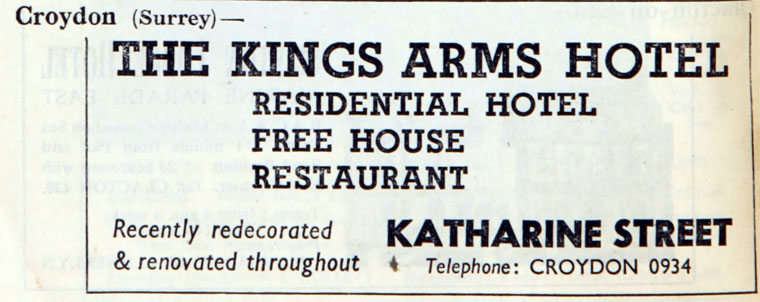 Croydon (Surrey)—
THE KINGS ARMS HOTEL
RESIDENTIAL HOTEL
FREE HOUSE
RESTAURANT
Recently redecorated
& renovated throughout
KATHARINE STREET
Telephone: CROYDON 0934